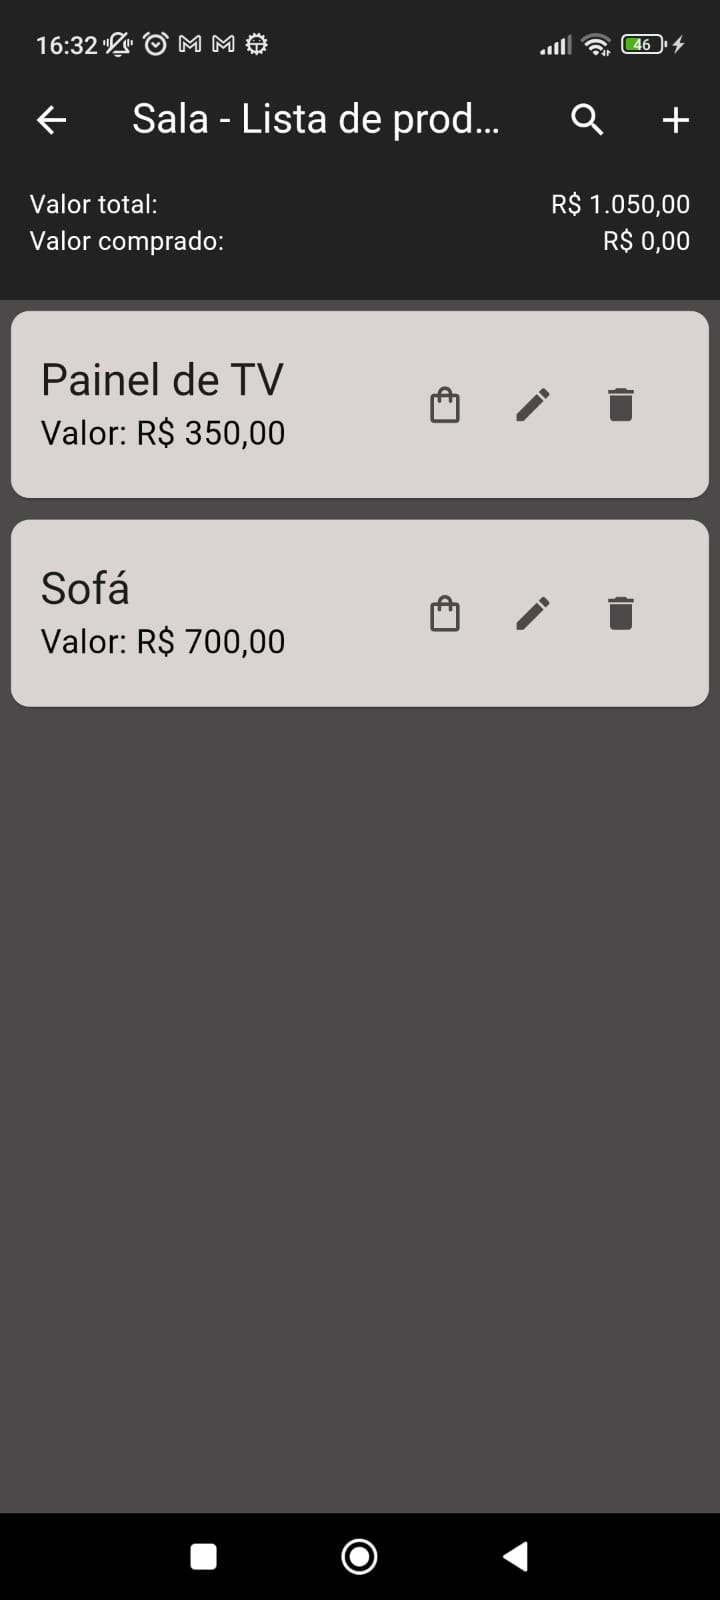 16:32
46
Sala - Lista de prod...
Valor total: R$ 1.050,00
Valor comprado: R$ 0,00
Painel de TV
Valor: R$ 350,00
Sofá
Valor: R$ 700,00